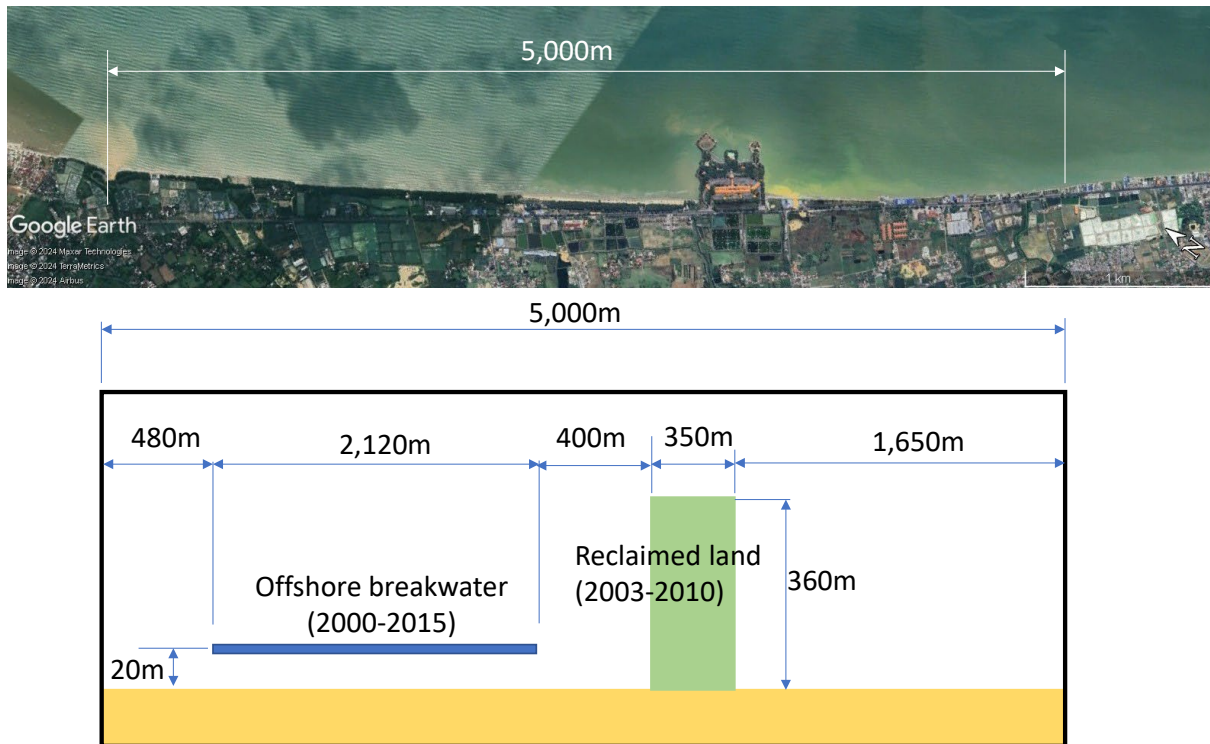 5,000m
Google Earth
Image © 2024 Maxar Technologies
Image © 2024 TerraMetrics
Image © 2024 Airbus
N
1 km
5,000m
480m
2,120m
400m
350m
1,650m
Offshore breakwater
(2000-2015)
Reclaimed land
(2003-2010)
360m
20m